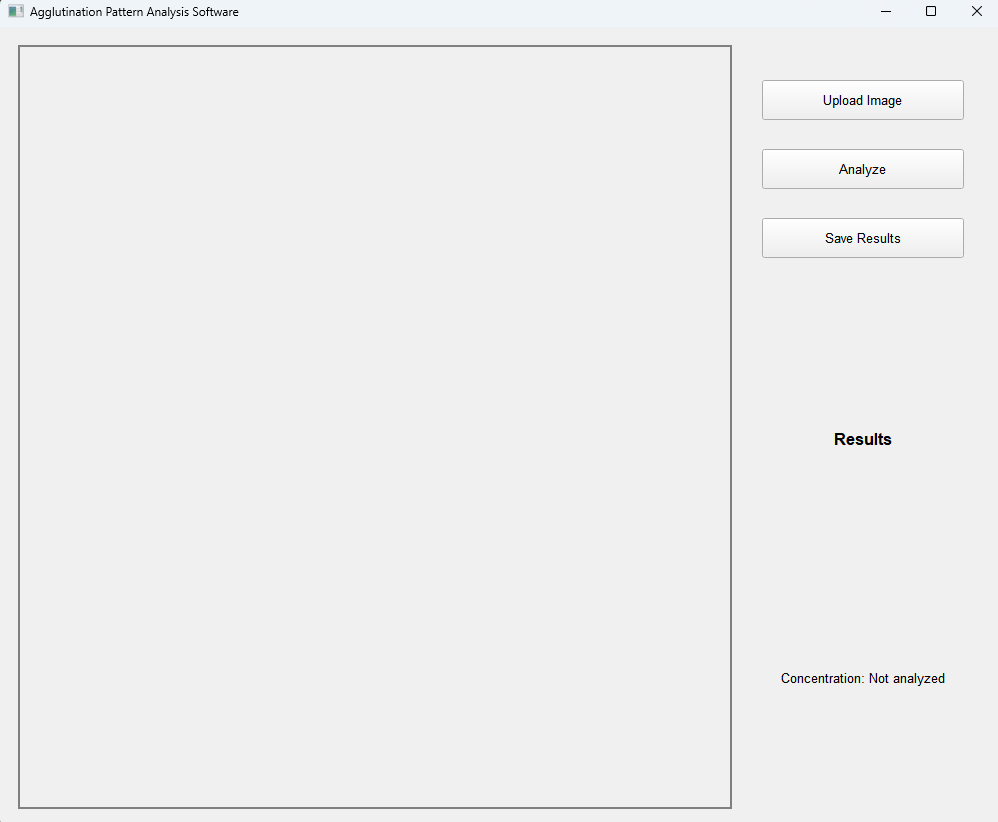 Agglutination Pattern Analysis Software
Upload Image
Analyze
Save Results
Results
Concentration: Not analyzed